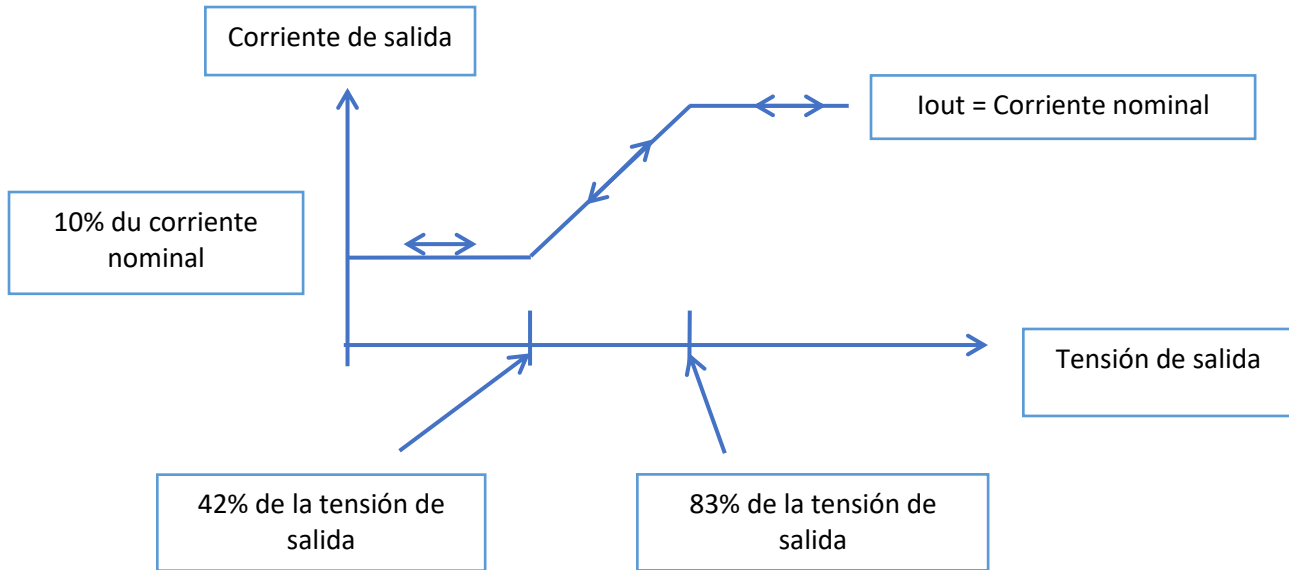 Corriente de salida
Iout = Corriente nominal
10% du corriente
nominal
Tensión de salida
42% de la tensión de
salida
83% de la tensión de
salida